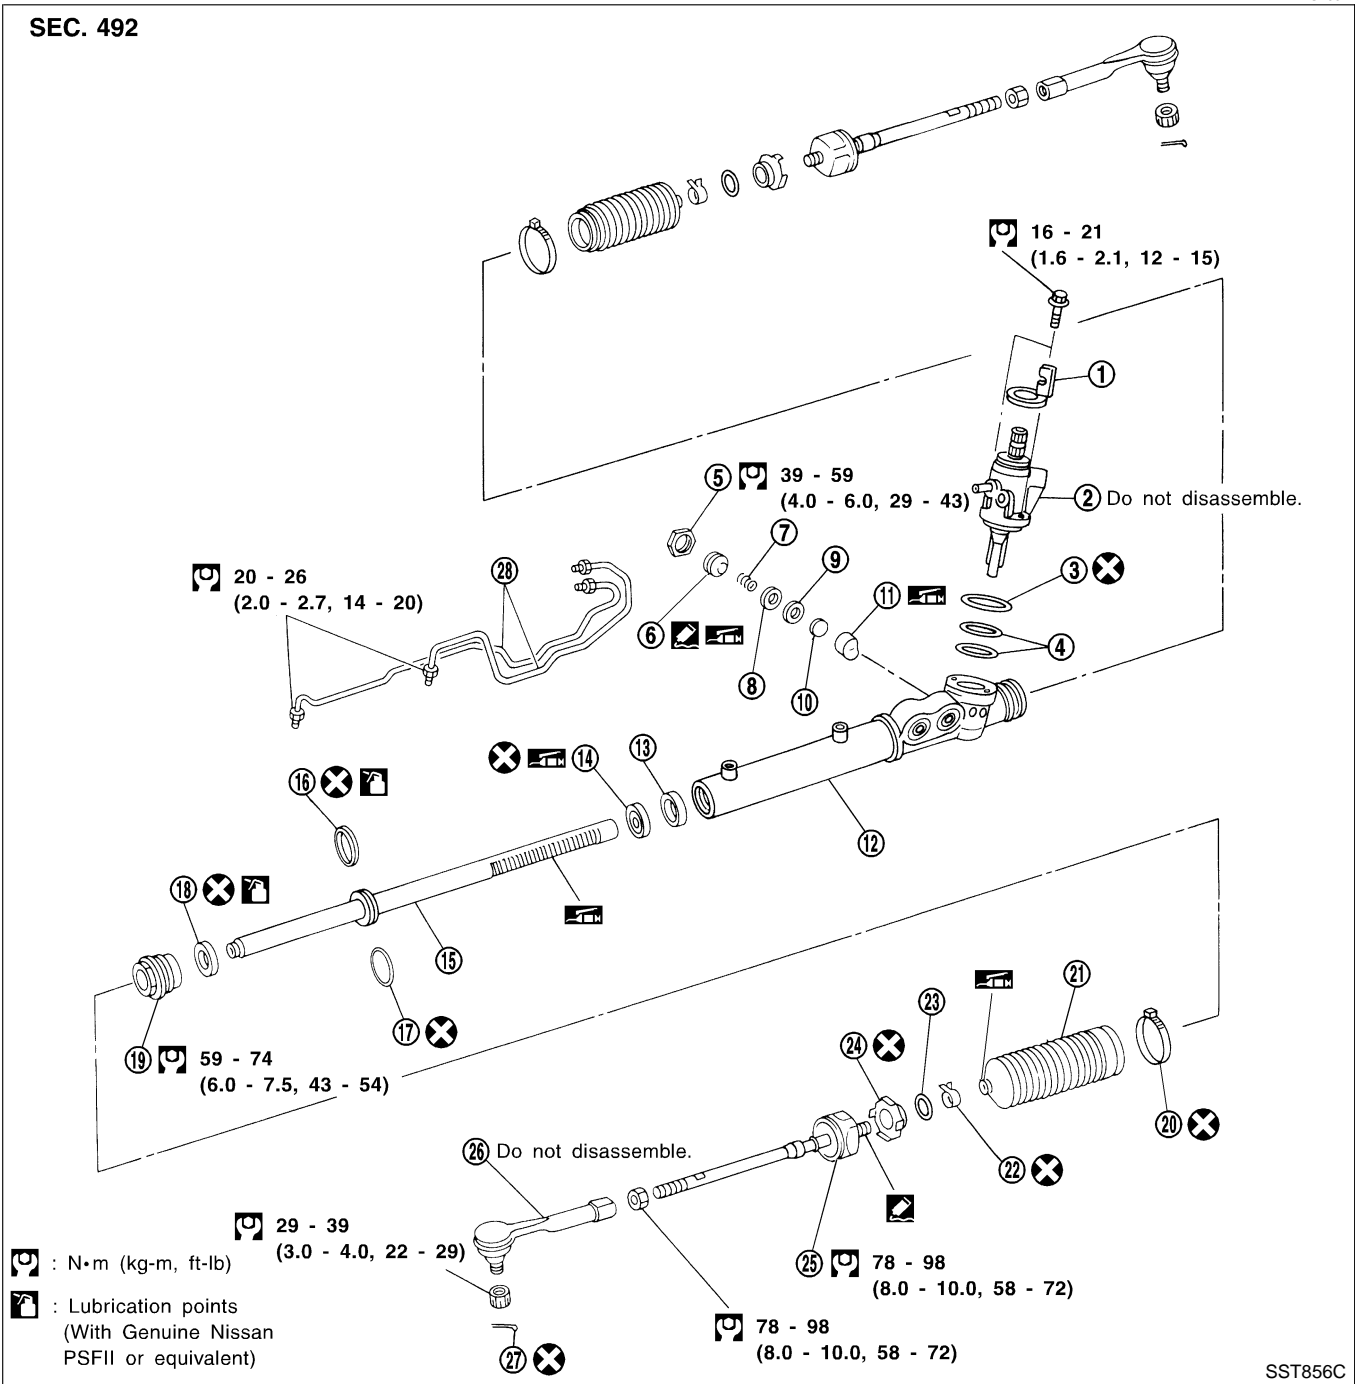 SEC. 492
16 - 21
(1.6 - 2.1, 12 - 15)
1
5
39 - 59
(4.0 - 6.0, 29 - 43)
2 Do not disassemble.
7
9
3
20 - 26
(2.0 - 2.7, 14 - 20)
28
11
6
4
8
10
14
13
16
12
18
15
17
19
59 - 74
(6.0 - 7.5, 43 - 54)
21
23
24
20
22
26 Do not disassemble.
29 - 39
(3.0 - 4.0, 22 - 29)
25
78 - 98
(8.0 - 10.0, 58 - 72)
78 - 98
(8.0 - 10.0, 58 - 72)
27
: N•m (kg-m, ft-lb)
: Lubrication points
(With Genuine Nissan
PSFII or equivalent)
SST856C